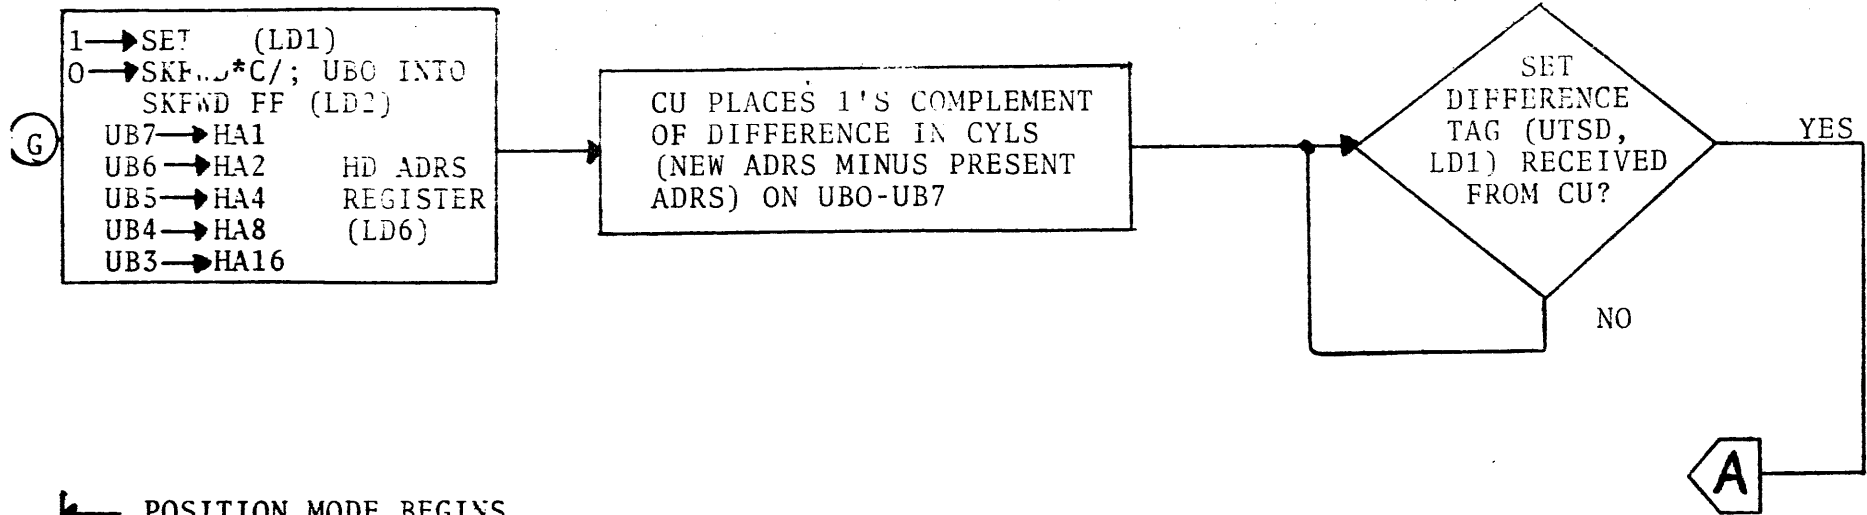 G
1→SET (LD1)
0→ *C/; UB0 INTO
SKFWD FF (LD2)
UB7→HA1
UB6→HA2 HD ADRS
UB5→HA4 REGISTER
UB4→HA8 (LD6)
UB3→HA16
CU PLACES 1'S COMPLEMENT
OF DIFFERENCE IN CYLS
(NEW ADRS MINUS PRESENT
ADRS) ON UB0-UB7
SET
DIFFERENCE
TAG (UTSD,
LD1) RECEIVED
FROM CU?
YES
NO
A
POSITION MODE BEGINS